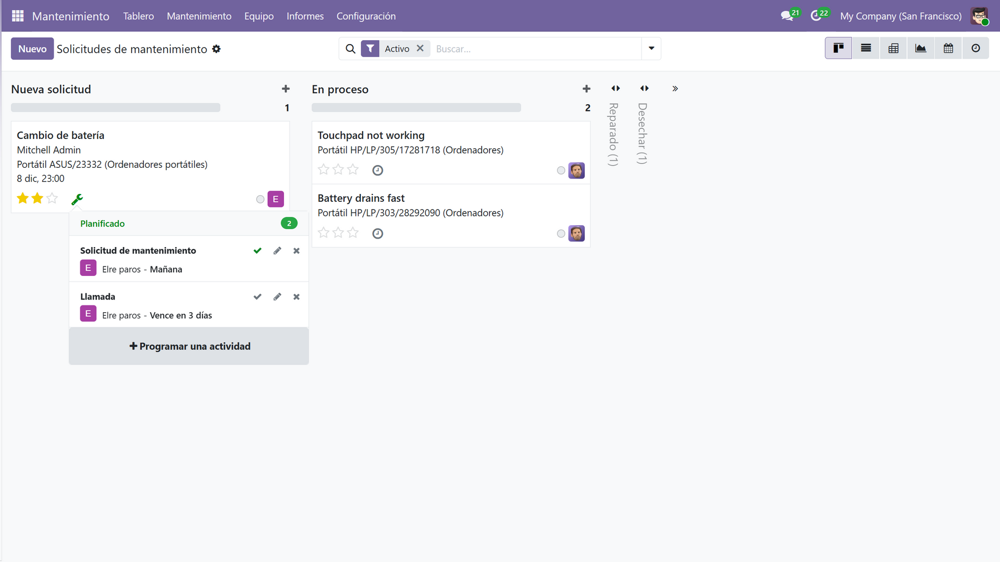 Mantenimiento Tablero Mantenimiento Equipo Informes Configuración 21 22 My Company (San Francisco)
Nuevo Solicitudes de mantenimiento Activo Buscar...
Nueva solicitud
1
Cambio de batería
Mitchell Admin
Portátil ASUS/23332 (Ordenadores portátiles)
8 dic, 23:00
E
Planificado 2
Solicitud de mantenimiento
E Elre paros - Mañana
Llamada
E Elre paros - Vence en 3 días
Programar una actividad
En proceso
2
Touchpad not working
Portátil HP/LP/305/17281718 (Ordenadores)
Battery drains fast
Portátil HP/LP/303/28292090 (Ordenadores)
Reparado (1)
Desechar (1)